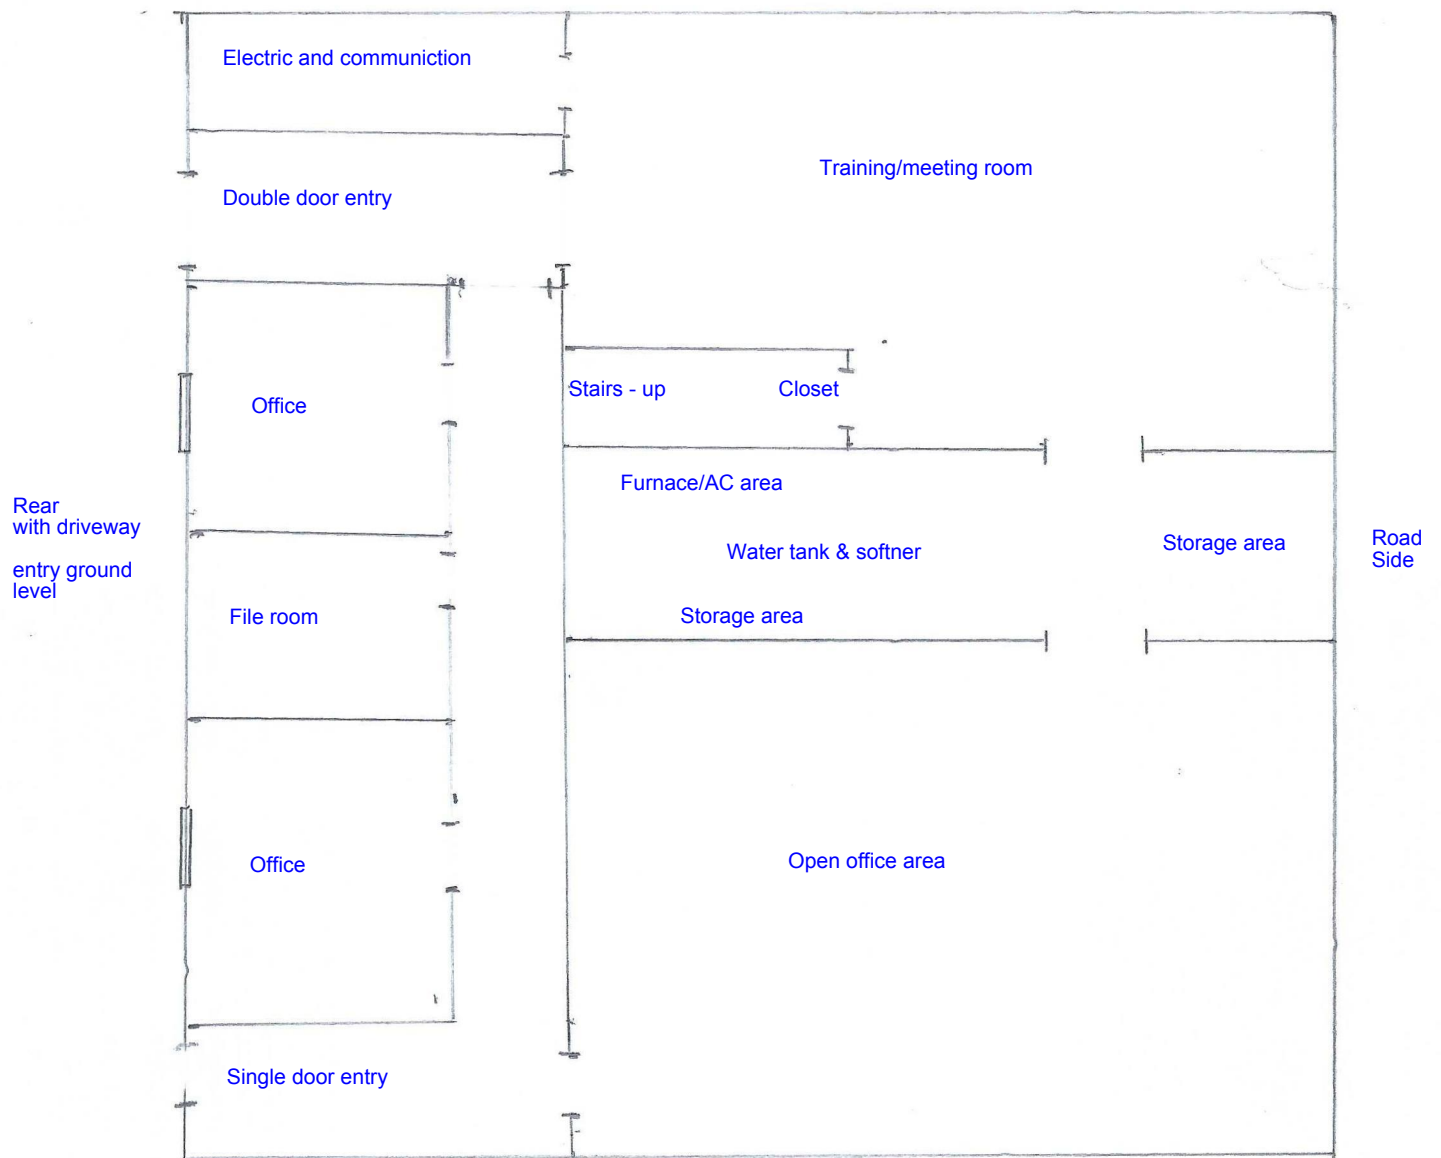 Electric and communiction
Training/meeting room
Double door entry
Stairs - up
Closet
Office
Furnace/AC area
Rear
with driveway
entry ground
level
Water tank & softner
Storage area
Road
Side
File room
Storage area
Office
Open office area
Single door entry